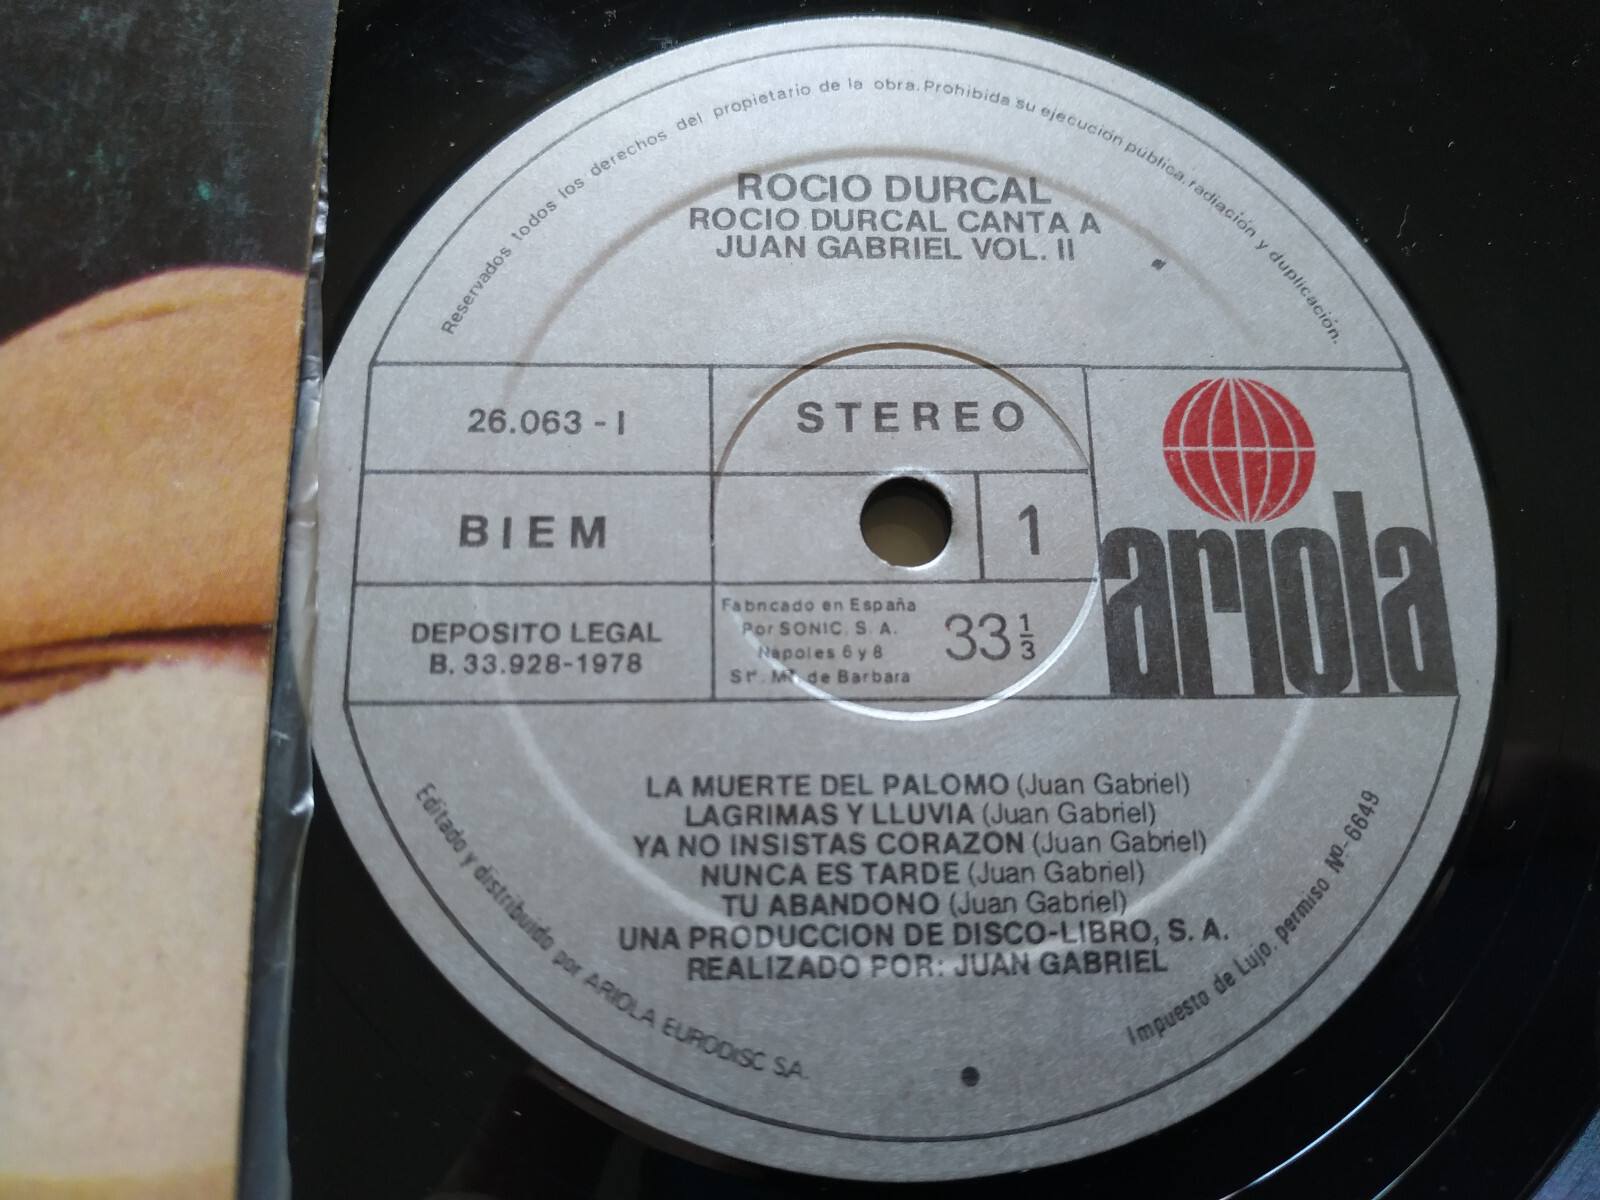 Reservados todos los derechos del propietario de la obra. Prohibida su ejecución pública, radiación y duplicación.
ROCIO DURCAL
ROCIO DURCAL CANTA A
JUAN GABRIEL VOL. II
26.063 - I
STEREO
BIEM
1
ariola
DEPOSITO LEGAL
B. 33.928-1978
Fabricado en España
Por SONIC, S. A.
Napoles 6 y 8
Stª. Mª. de Barbara
33 1/3
LA MUERTE DEL PALOMO (Juan Gabriel)
LAGRIMAS Y LLUVIA (Juan Gabriel)
YA NO INSISTAS CORAZON (Juan Gabriel)
NUNCA ES TARDE (Juan Gabriel)
TU ABANDONO (Juan Gabriel)
UNA PRODUCCION DE DISCO-LIBRO, S. A.
REALIZADO POR: JUAN GABRIEL
Editado y distribuido por ARIOLA EURODISC S.A.
Impuesto de Lujo. permiso Nº- 6649